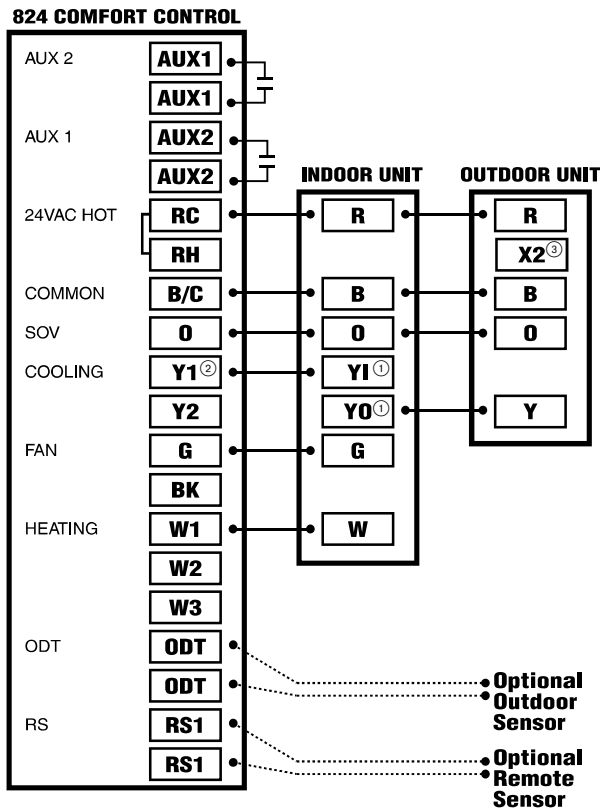 824 COMFORT CONTROL
AUX 2 AUX1
AUX1
AUX 1 AUX2
AUX2
INDOOR UNIT OUTDOOR UNIT
24VAC HOT RC R R
RH X2③
COMMON B/C B B
SOV O O O
COOLING Y1② YI①
Y2 YO① Y
FAN G G
BK
HEATING W1 W
W2
W3
ODT ODT
ODT
Optional
Outdoor
Sensor
RS RS1
RS1
Optional
Remote
Sensor